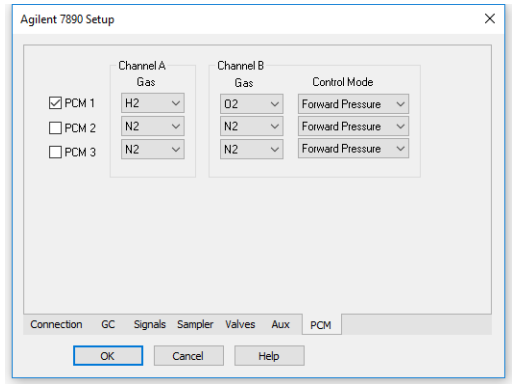 Agilent 7890 Setup
Channel A Channel B
Gas Gas Control Mode
PCM 1 H2 O2 Forward Pressure
PCM 2 N2 N2 Forward Pressure
PCM 3 N2 N2 Forward Pressure
Connection GC Signals Sampler Valves Aux PCM
OK Cancel Help